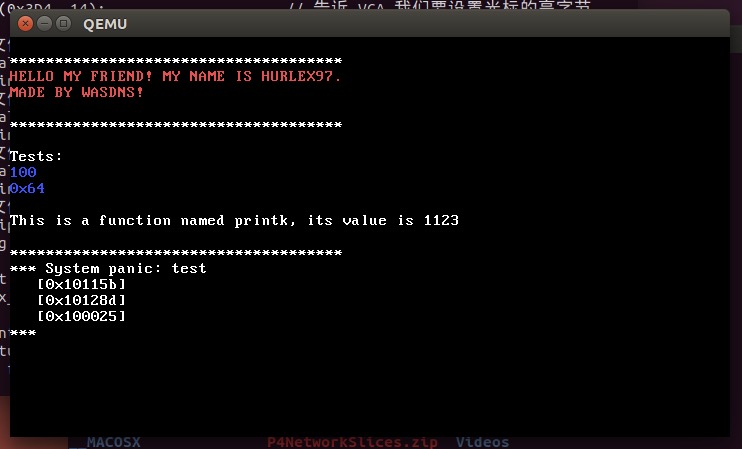 (0x3D4, 14); // 告诉 VGA 我们要设置光标的高字节
QEMU
*************************************
HELLO MY FRIEND! MY NAME IS HURLEX97.
MADE BY WASDNS!
*************************************
Tests:
100
0x64
This is a function named printk, its value is 1123
*************************************
*** System panic: test
[0x10115b]
[0x10128d]
[0x100025]
***
__MACOSX P4NetworkSlices.zip Videos